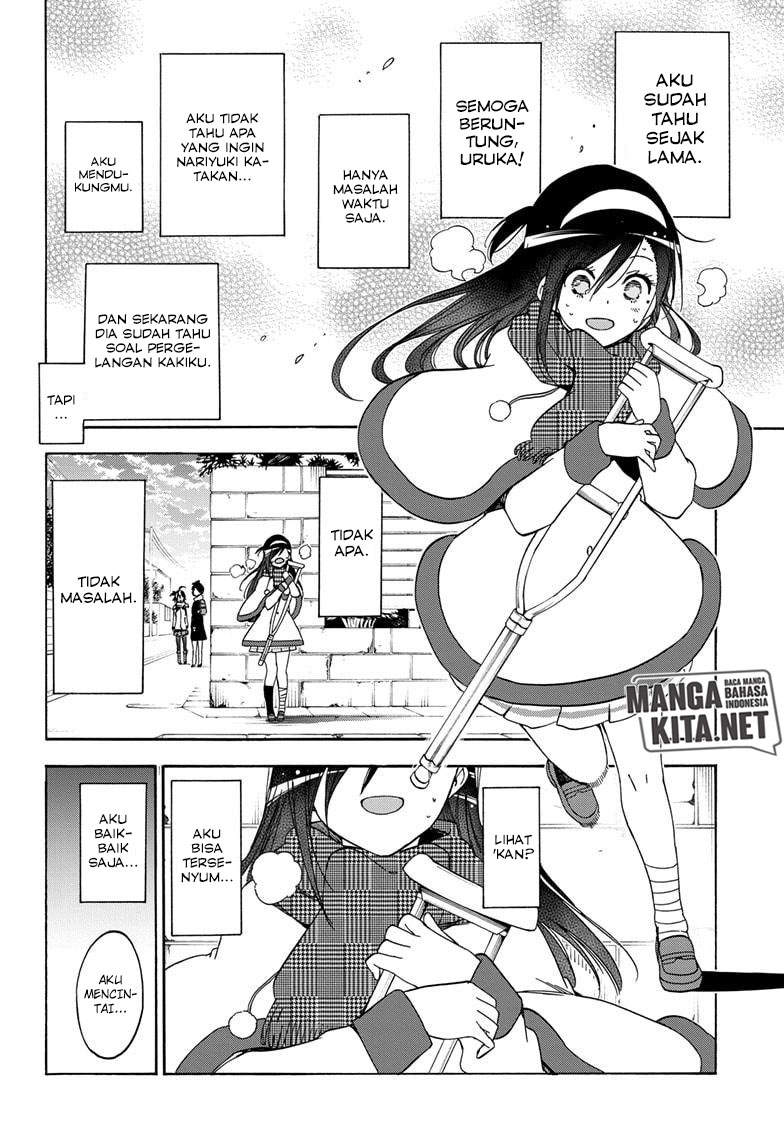 AKU
SUDAH
TAHU
SEJAK
LAMA.
SEMOGA
BERUN-
TUNG,
URUKA!
HANYA
MASALAH
WAKTU
SAJA.
AKU TIDAK
TAHU APA
YANG INGIN
NARIYUKI KA-
TAKAN...
AKU
MENDU-
KUNGMU.
DAN SEKARANG
DIA SUDAH TAHU
SOAL PERGE-
LANGAN KAKIKU.
TAPI
...
TIDAK
APA.
TIDAK
MASALAH.
MANGA
KITA.NET
BACA MANGA
BAHASA
INDONESIA
LIHAT
'KAN?
AKU
BISA
TERSE-
NYUM...
AKU
BAIK-
BAIK
SAJA...
AKU
MENCIN-
TAI...